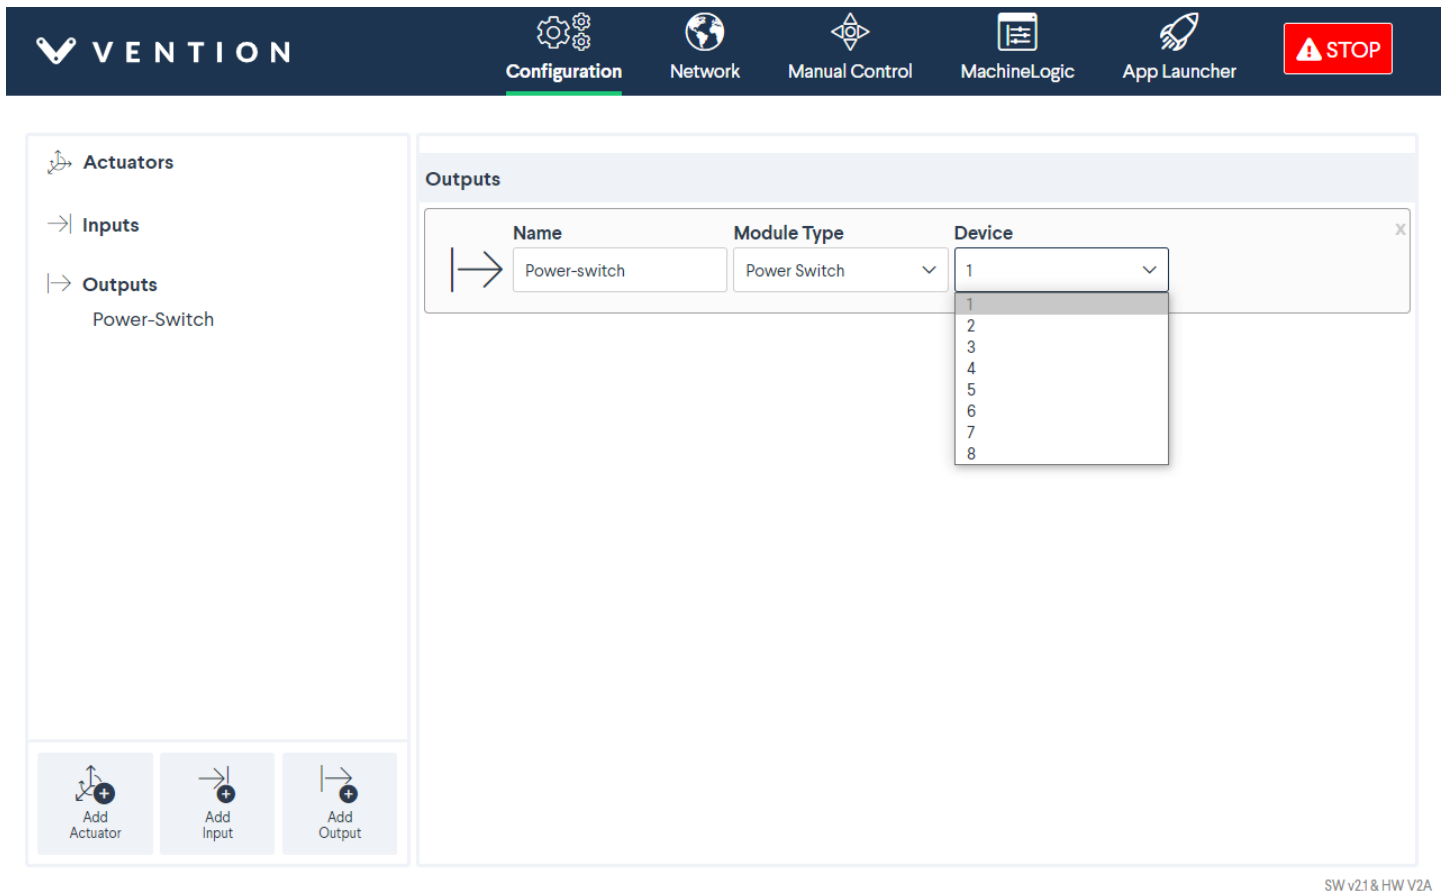 VENTION
Configuration
Network
Manual Control
MachineLogic
App Launcher
STOP
Actuators
Inputs
Outputs
Power-Switch
Add
Actuator
Add
Input
Add
Output
Outputs
Name
Module Type
Device
Power-switch
Power Switch
1
1
2
3
4
5
6
7
8
x
SW v2.1 & HW V2A